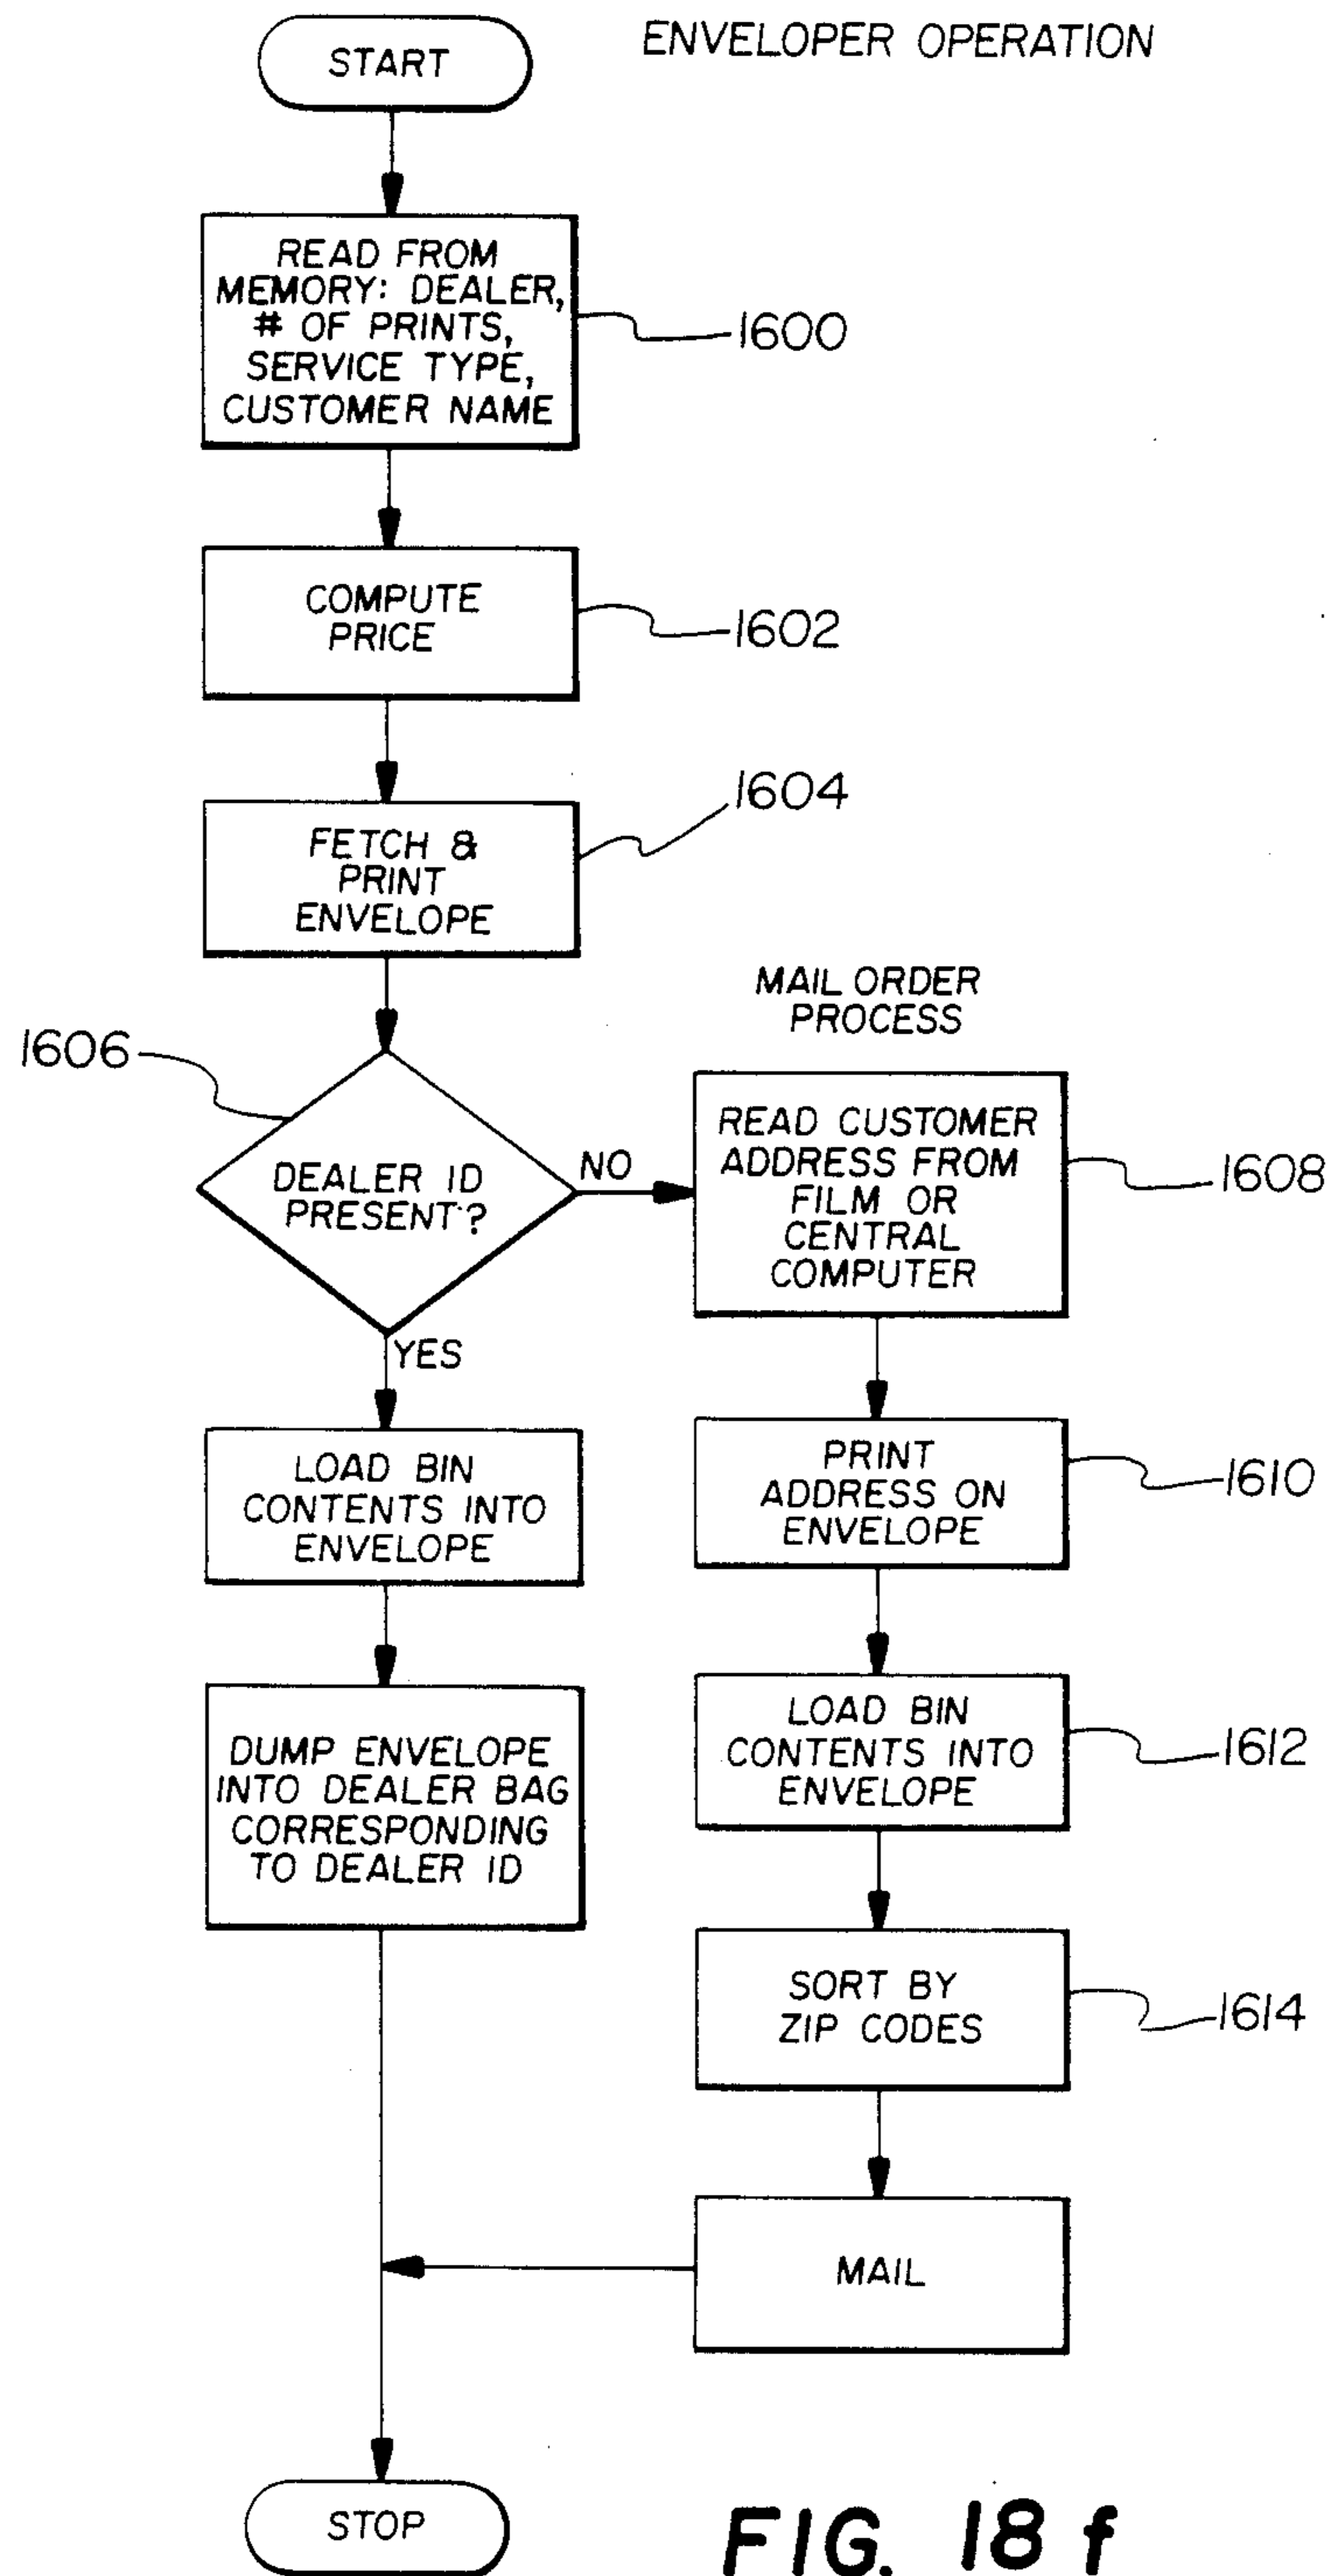 ENVELOPER OPERATION
START
READ FROM
MEMORY: DEALER,
# OF PRINTS,
SERVICE TYPE,
CUSTOMER NAME
1600
COMPUTE
PRICE
1602
1604
FETCH &
PRINT
ENVELOPE
1606
DEALER ID
PRESENT?
NO
YES
MAIL ORDER
PROCESS
READ CUSTOMER
ADDRESS FROM
FILM OR
CENTRAL
COMPUTER
1608
LOAD BIN
CONTENTS INTO
ENVELOPE
PRINT
ADDRESS ON
ENVELOPE
1610
DUMP ENVELOPE
INTO DEALER BAG
CORRESPONDING
TO DEALER ID
LOAD BIN
CONTENTS INTO
ENVELOPE
1612
SORT BY
ZIP CODES
1614
MAIL
STOP
FIG. 18 f